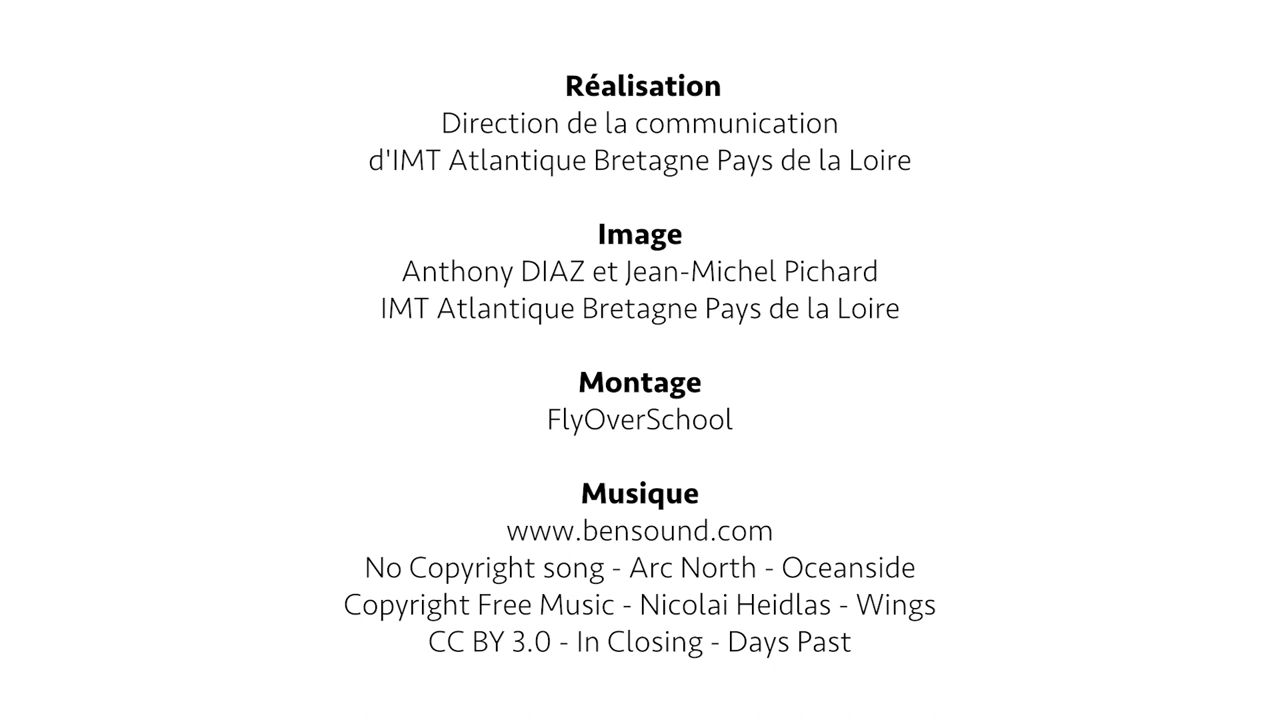 Réalisation
Direction de la communication
d'IMT Atlantique Bretagne Pays de la Loire
Image
Anthony DIAZ et Jean-Michel Pichard
IMT Atlantique Bretagne Pays de la Loire
Montage
FlyOverSchool
Musique
www.bensound.com
No Copyright song - Arc North - Oceanside
Copyright Free Music - Nicolai Heidlas - Wings
CC BY 3.0 - In Closing - Days Past